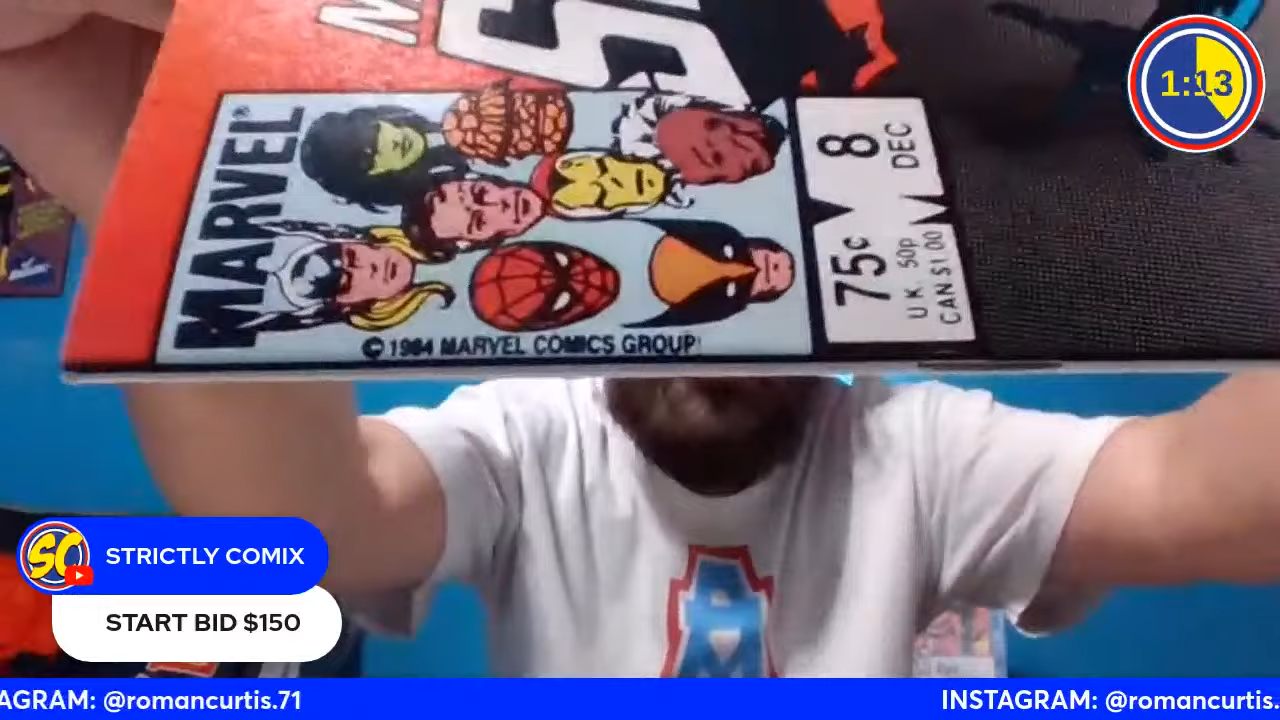 1:13
MARVEL®
8
DEC
75¢
U.K. 50p
CAN $1.00
© 1984 MARVEL COMICS GROUP
SC
STRICTLY COMIX
START BID $150
AGRAM: @romancurtis.71
INSTAGRAM: @romancurtis.